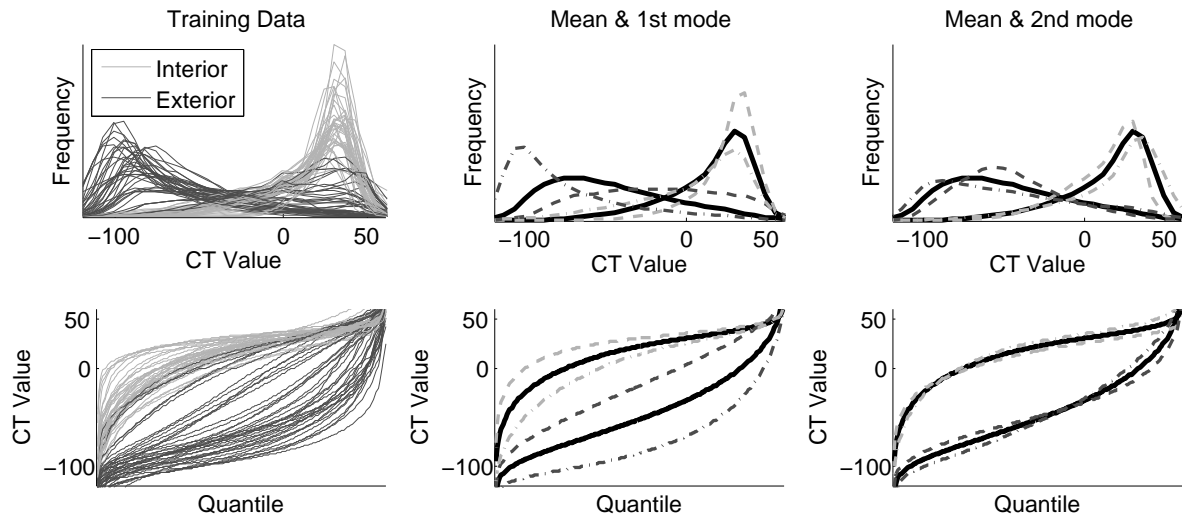 Training Data
Mean & 1st mode
Mean & 2nd mode
Interior
Exterior
Frequency
−100
0
50
CT Value
Frequency
−100
0
50
CT Value
Frequency
−100
0
50
CT Value
CT Value
50
0
−100
Quantile
CT Value
50
0
−100
Quantile
CT Value
50
0
−100
Quantile